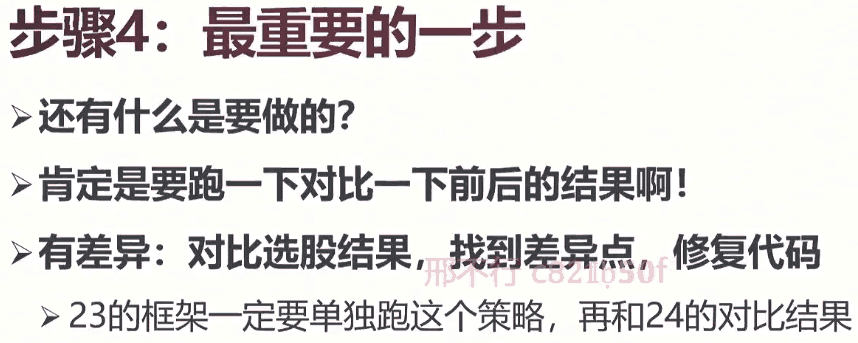 步骤4：最重要的一步
➢还有什么是要做的？
➢肯定是要跑一下对比一下前后的结果啊！
➢有差异：对比选股结果，找到差异点，修复代码
邢不行
➢23的框架一定要单独跑这个策略，再和24的对比结果